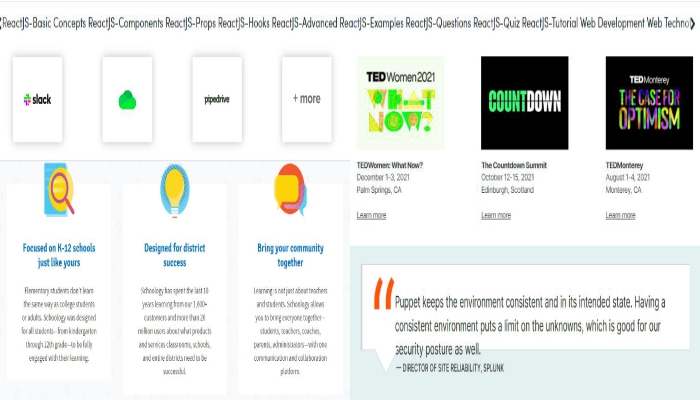 ReactJS-Basic Concepts ReactJS-Components ReactJS-Props ReactJS-Hooks ReactJS-Advanced ReactJS-Examples ReactJS-Questions ReactJS-Quiz ReactJS-Tutorial Web Development Web Techno
slack
pipedrive
+ more
TEDWomen2021
WHAT
NOW?
COUNTDOWN
TEDMonterey
THE CASE FOR
OPTIMISM
TEDWomen: What Now?
December 1-3, 2021
Palm Springs, CA
Learn more
The Countdown Summit
October 12-15, 2021
Edinburgh, Scotland
Learn more
TEDMonterey
August 1-4, 2021
Monterey, CA
Learn more
Focused on K-12 schools
just like yours
Elementary students don't learn
the same way as college students
or adults. Schoology was designed
for all students—from kindergarten
through 12th grade—to be fully
engaged with their learning.
Designed for district
success
Schoology has spent the last 10
years learning from our 1,600+
customers and more than 20
million users about what products
and services classrooms, schools,
and entire districts need to be
successful.
Bring your community
together
Learning is not just about teachers
and students. Schoology allows
you to bring everyone together—
students, teachers, coaches,
parents, administrators—with one
communication and collaboration
platform.
Puppet keeps the environment consistent and in its intended state. Having a
consistent environment puts a limit on the unknowns, which is good for our
security posture as well.
— DIRECTOR OF SITE RELIABILITY, SPLUNK